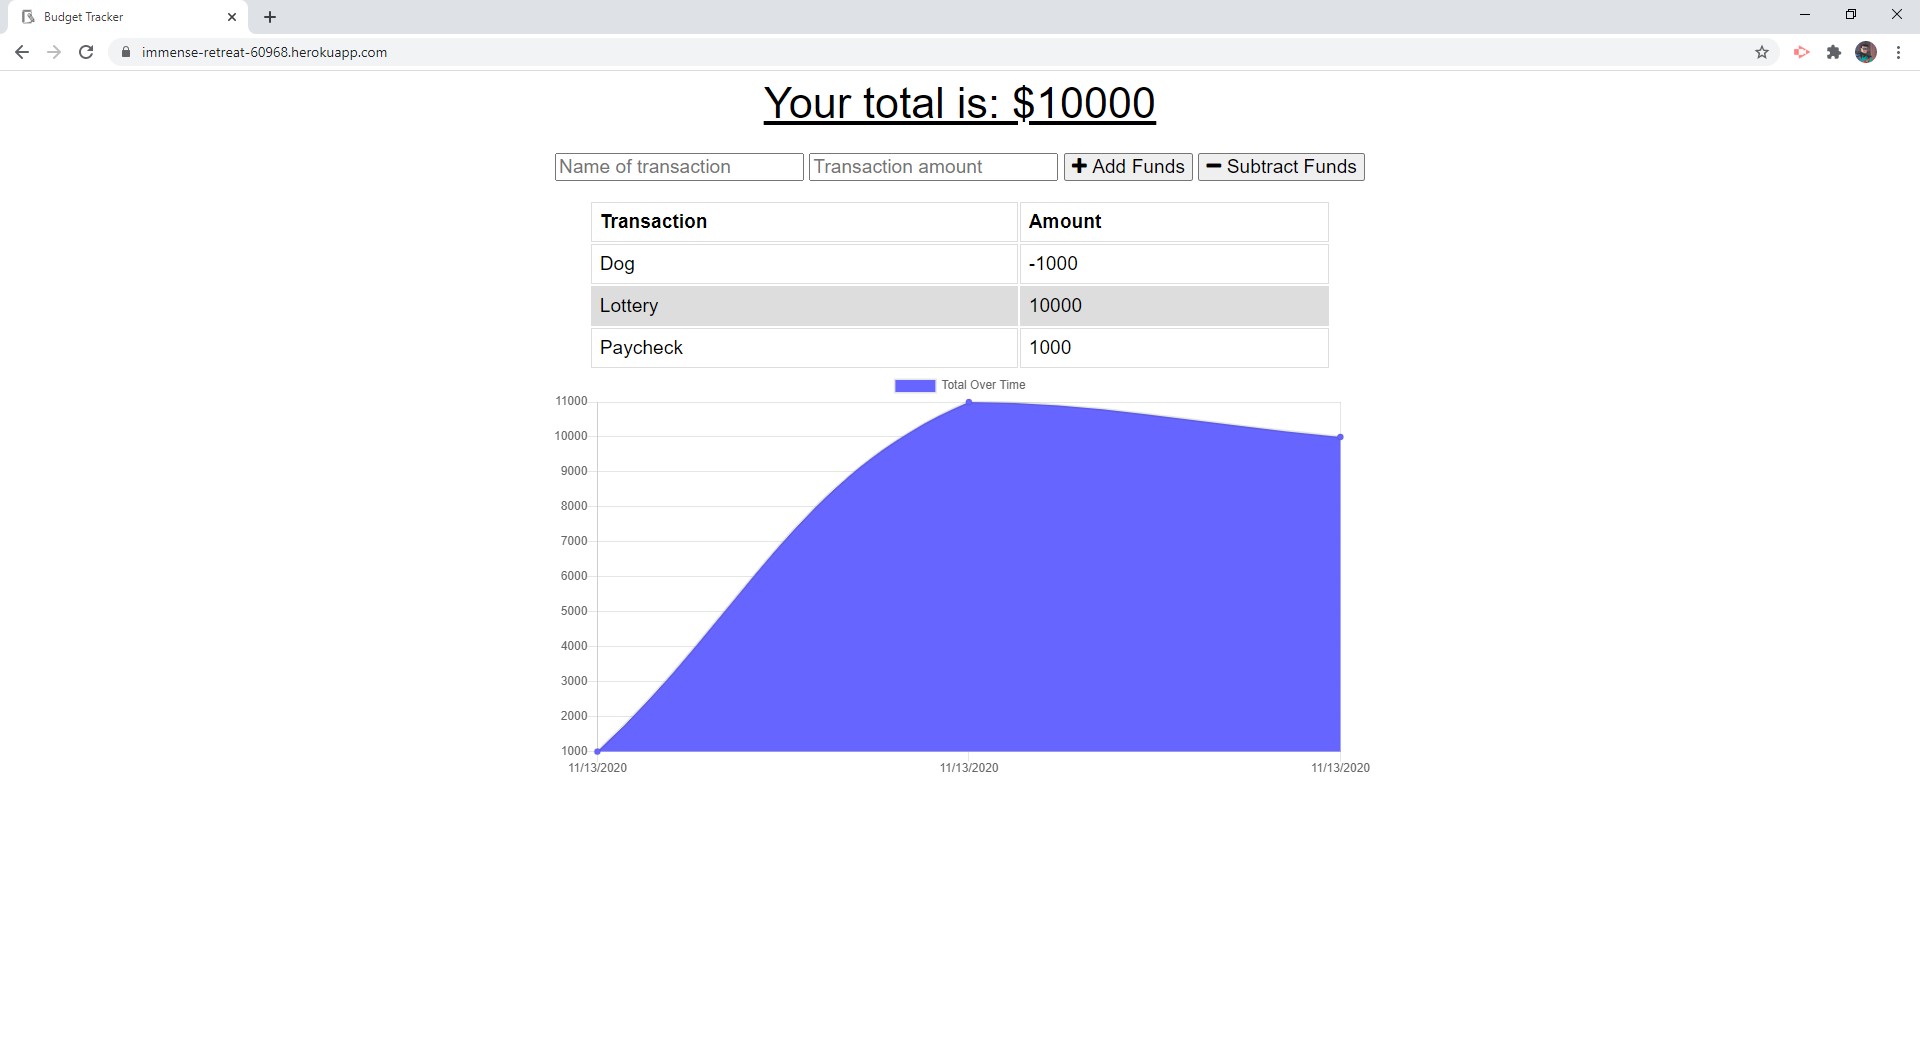 Budget Tracker
immense-retreat-60968.herokuapp.com
Your total is: $10000
Name of transaction Transaction amount Add Funds Subtract Funds
Transaction Amount
Dog -1000
Lottery 10000
Paycheck 1000
Total Over Time
11000
10000
9000
8000
7000
6000
5000
4000
3000
2000
1000
11/13/2020 11/13/2020 11/13/2020